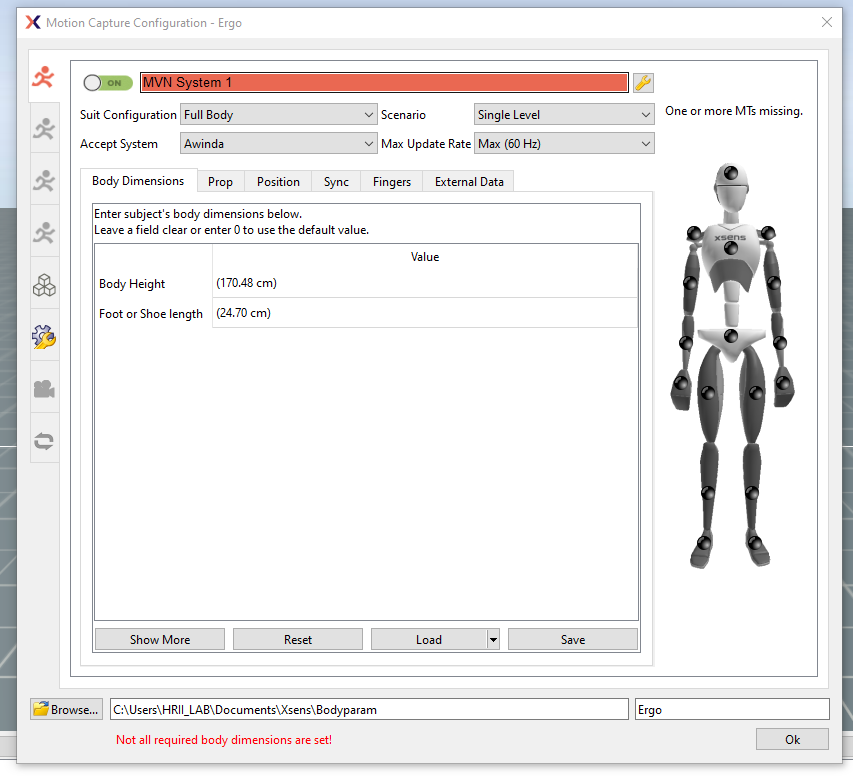 Motion Capture Configuration - Ergo
ON
MVN System 1
Suit Configuration Full Body Scenario Single Level
One or more MTs missing.
Accept System Awinda Max Update Rate Max (60 Hz)
Body Dimensions Prop Position Sync Fingers External Data
Enter subject's body dimensions below.
Leave a field clear or enter 0 to use the default value.
Value
Body Height (170.48 cm)
Foot or Shoe length (24.70 cm)
xsens
Show More Reset Load Save
Browse... C:\Users\HRII_LAB\Documents\Xsens\Bodyparam Ergo
Not all required body dimensions are set!
Ok